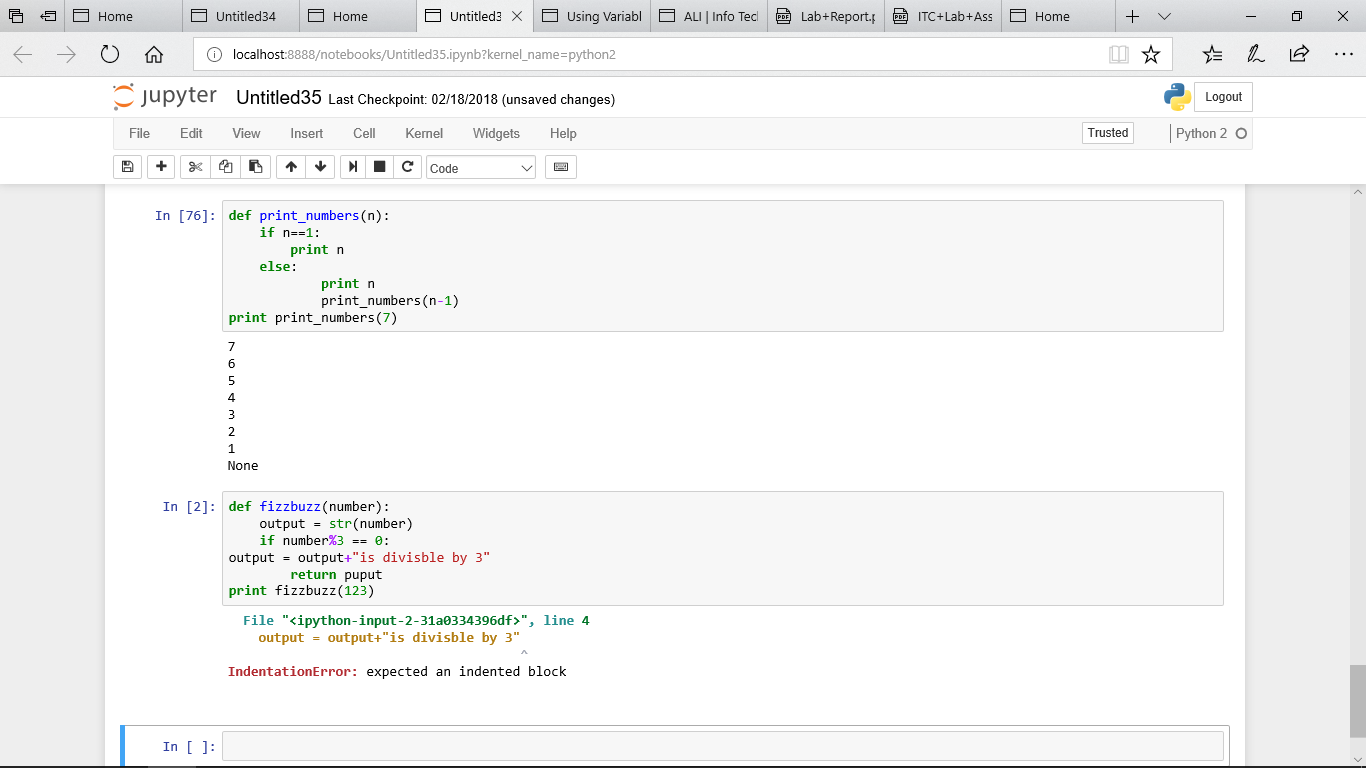 Home
Untitled34
Home
Untitled3
Using Variabl
ALI | Info Tec
Lab+Report.p
ITC+Lab+Ass
Home
localhost:8888/notebooks/Untitled35.ipynb?kernel_name=python2
jupyter Untitled35 Last Checkpoint: 02/18/2018 (unsaved changes)
Logout
File Edit View Insert Cell Kernel Widgets Help
Trusted
Python 2
Code
In [76]:
def print_numbers(n):
    if n==1:
        print n
    else:
            print n
            print_numbers(n-1)
print print_numbers(7)
7
6
5
4
3
2
1
None
In [2]:
def fizzbuzz(number):
    output = str(number)
    if number%3 == 0:
output = output+"is divisble by 3"
        return puput
print fizzbuzz(123)
  File "<ipython-input-2-31a0334396df>", line 4
    output = output+"is divisble by 3"
                                      ^
IndentationError: expected an indented block
In [ ]: